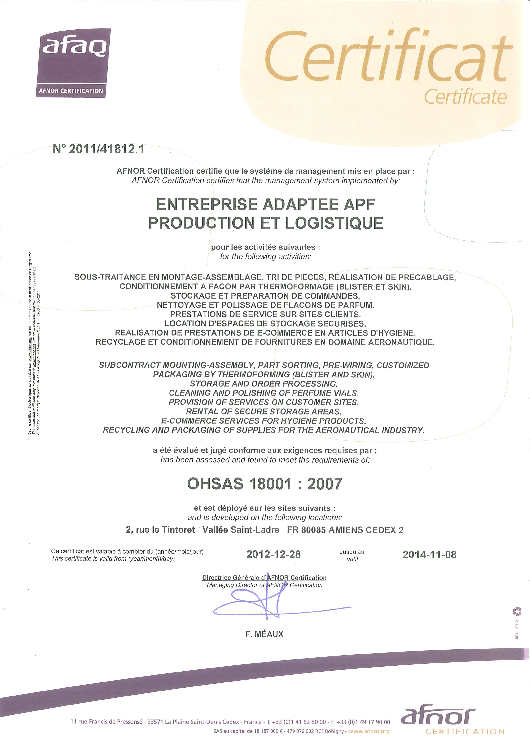 afaq
AFNOR CERTIFICATION
Certificat
Certificate
N° 2011/41812.1
AFNOR Certification certifie que le système de management mis en place par :
AFNOR Certification certifies that the management system implemented by:
ENTREPRISE ADAPTEE APF
PRODUCTION ET LOGISTIQUE
pour les activités suivantes :
for the following activities:
SOUS-TRAITANCE EN MONTAGE-ASSEMBLAGE, TRI DE PIECES, REALISATION DE PRECABLAGE,
CONDITIONNEMENT A FACON PAR THERMOFORMAGE (BLISTER ET SKIN).
STOCKAGE ET PREPARATION DE COMMANDES.
NETTOYAGE ET POLISSAGE DE FLACONS DE PARFUM.
PRESTATIONS DE SERVICE SUR SITES CLIENTS.
LOCATION D'ESPACES DE STOCKAGE SECURISES.
REALISATION DE PRESTATIONS DE E-COMMERCE EN ARTICLES D'HYGIENE.
RECYCLAGE ET CONDITIONNEMENT DE FOURNITURES EN DOMAINE AERONAUTIQUE.
SUBCONTRACT MOUNTING-ASSEMBLY, PART SORTING, PRE-WIRING, CUSTOMIZED
PACKAGING BY THERMOFORMING (BLISTER AND SKIN).
STORAGE AND ORDER PROCESSING.
CLEANING AND POLISHING OF PERFUME VIALS.
PROVISION OF SERVICES ON CUSTOMER SITES.
RENTAL OF SECURE STORAGE AREAS.
E-COMMERCE SERVICES FOR HYGIENE PRODUCTS.
RECYCLING AND PACKAGING OF SUPPLIES FOR THE AERONAUTICAL INDUSTRY.
a été évalué et jugé conforme aux exigences requises par :
has been assessed and found to meet the requirements of:
OHSAS 18001 : 2007
et est déployé sur les sites suivants :
and is developed on the following locations:
2, rue le Tintoret Vallée Saint-Ladre FR 80085 AMIENS CEDEX 2
Ce certificat est valable à compter du (année/mois/jour)
This certificate is valid from (year/month/day)
2012-12-28
Jusqu'au
until
2014-11-08
Directrice Générale d'AFNOR Certification
Managing Director of AFNOR Certification
F. MÉAUX
11 rue Francis de Pressensé - 93571 La Plaine Saint-Denis Cedex - France - T. +33 (0)1 41 62 80 00 - F. +33 (0)1 49 17 90 00
SAS au capital de 18 187 000 € - 479 076 002 RCS Bobigny - www.afnor.org
afnor
CERTIFICATION